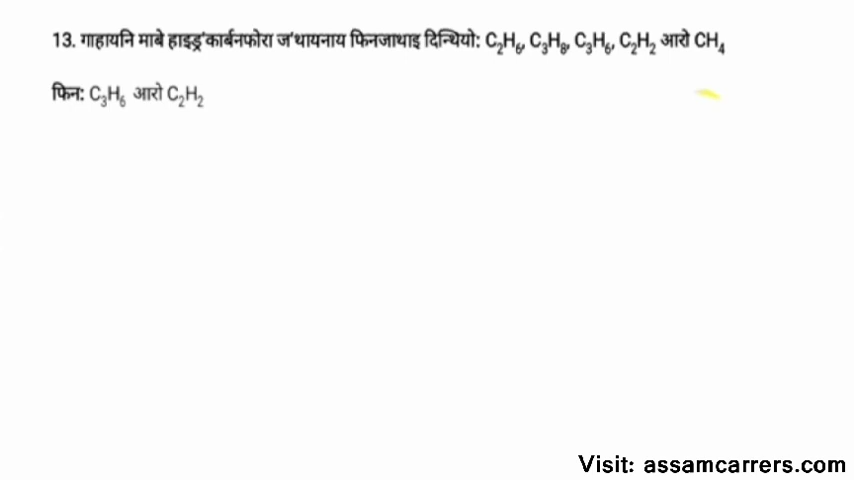 13. गाहायनि माबे हाइड्र'कार्बनफोरा ज'थायनाय फिनजाथाइ दिन्थियो: C₂H₆, C₃H₈, C₃H₆, C₂H₂ आरो CH₄
फिन: C₃H₆ आरो C₂H₂
Visit: assamcarrers.com